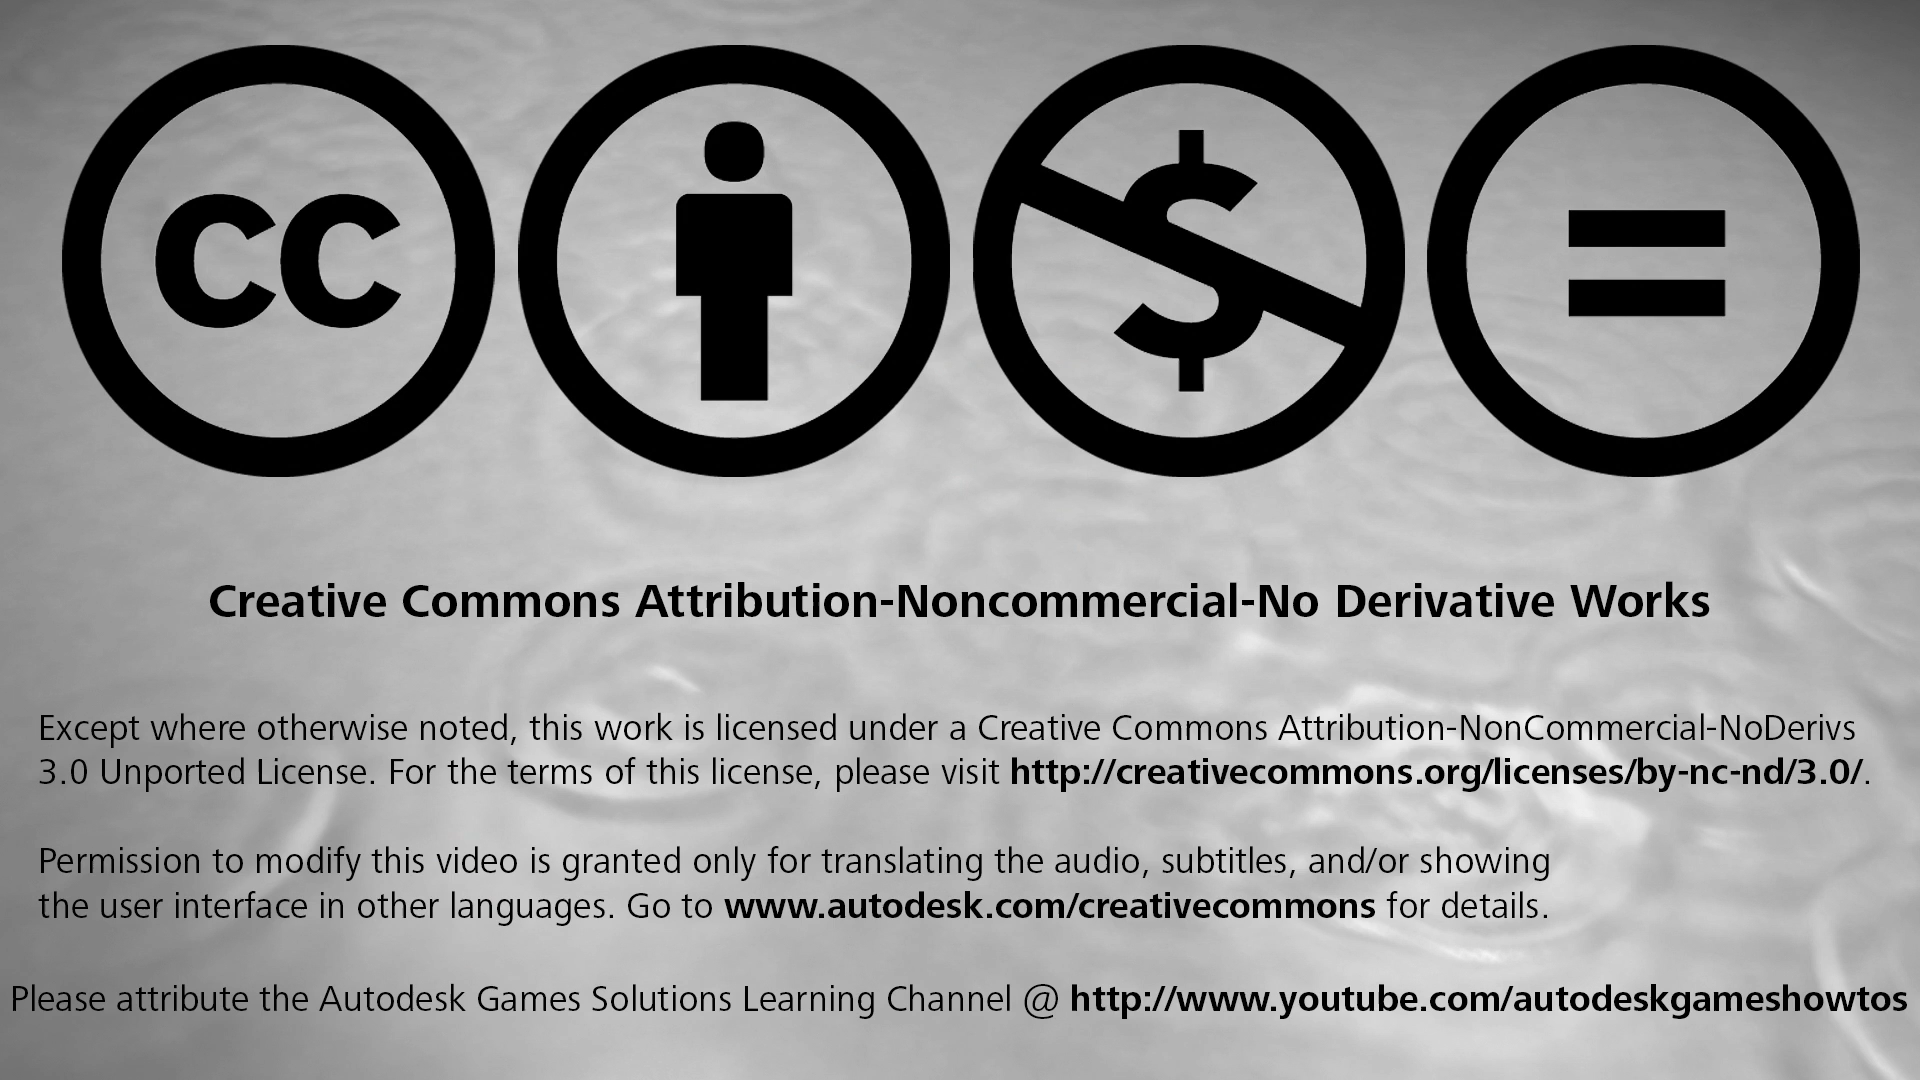 cc
$
=
Creative Commons Attribution-Noncommercial-No Derivative Works
Except where otherwise noted, this work is licensed under a Creative Commons Attribution-NonCommercial-NoDerivs
3.0 Unported License. For the terms of this license, please visit http://creativecommons.org/licenses/by-nc-nd/3.0/.
Permission to modify this video is granted only for translating the audio, subtitles, and/or showing
the user interface in other languages. Go to www.autodesk.com/creativecommons for details.
Please attribute the Autodesk Games Solutions Learning Channel @ http://www.youtube.com/autodeskgameshowtos